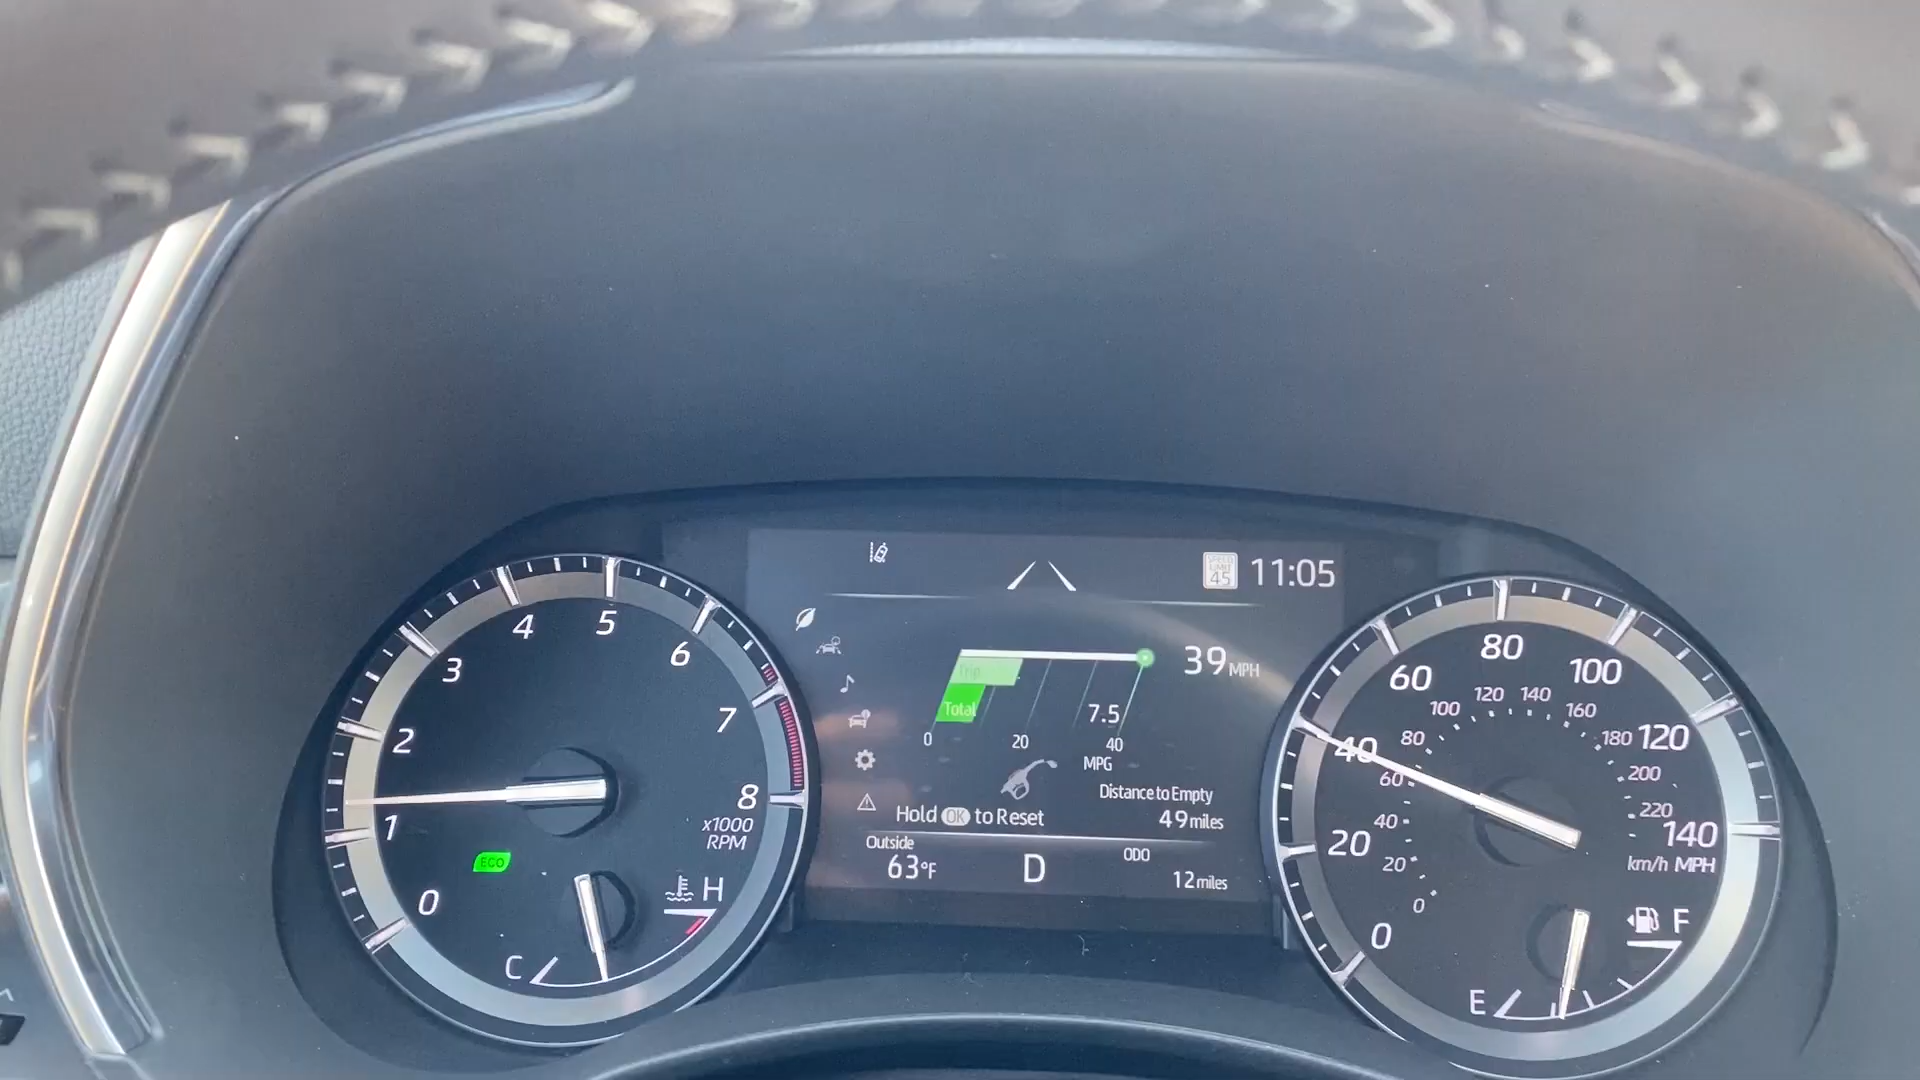 SPEED
LIMIT
45
11:05
39 MPH
Trip
Total
7.5
0 20 40
MPG
Distance to Empty
49 miles
Hold OK to Reset
Outside
63°F
D
ODO
12 miles
0 1 2 3 4 5 6 7 8
x1000
RPM
ECO
C H
0 20 40 60 80 100 120 140
0 20 40 60 80 100 120 140 160 180 200 220
km/h MPH
E F